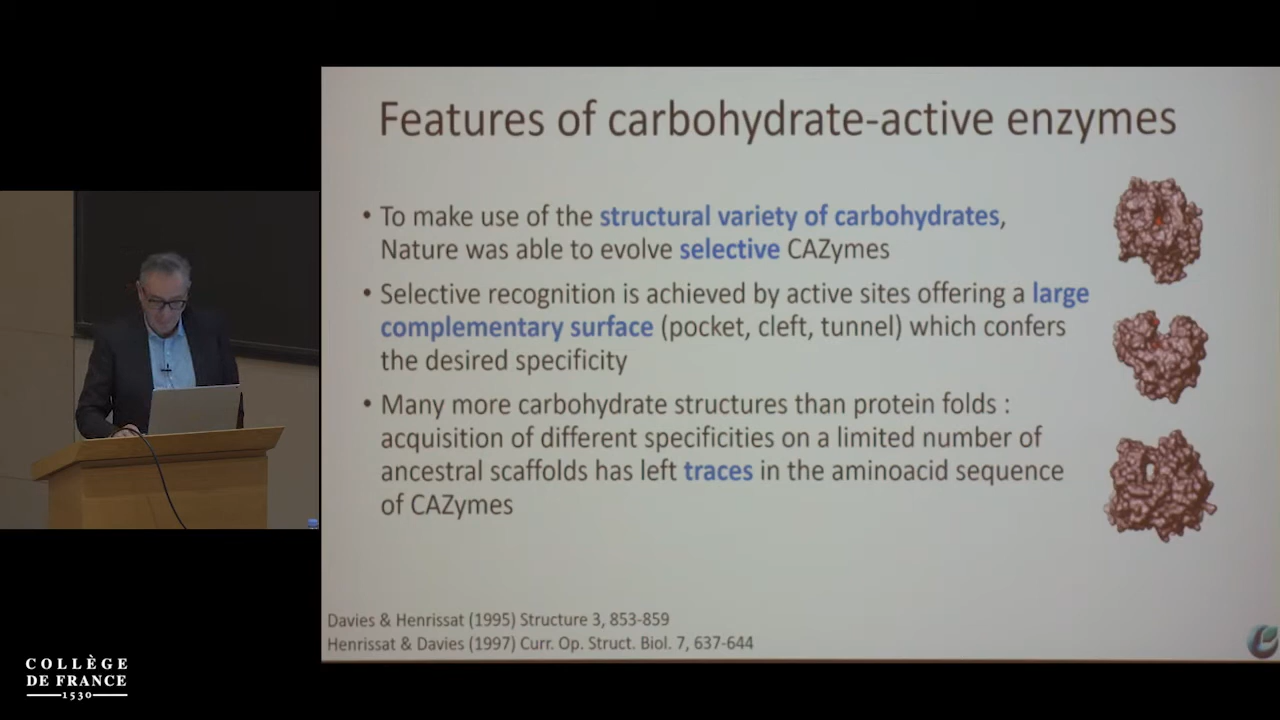 Features of carbohydrate-active enzymes
• To make use of the structural variety of carbohydrates,
Nature was able to evolve selective CAZymes
• Selective recognition is achieved by active sites offering a large
complementary surface (pocket, cleft, tunnel) which confers
the desired specificity
• Many more carbohydrate structures than protein folds :
acquisition of different specificities on a limited number of
ancestral scaffolds has left traces in the aminoacid sequence
of CAZymes
Davies & Henrissat (1995) Structure 3, 853-859
Henrissat & Davies (1997) Curr. Op. Struct. Biol. 7, 637-644
COLLÈGE
DE FRANCE
1530